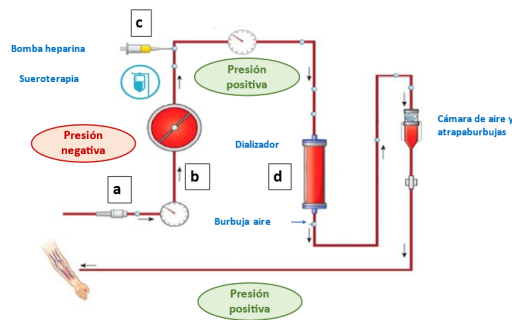 c
Bomba heparina
Sueroterapia
Presión
positiva
Cámara de aire y
atrapaburbujas
Presión
negativa
Dializador
a
b
d
Burbuja aire
Presión
positiva